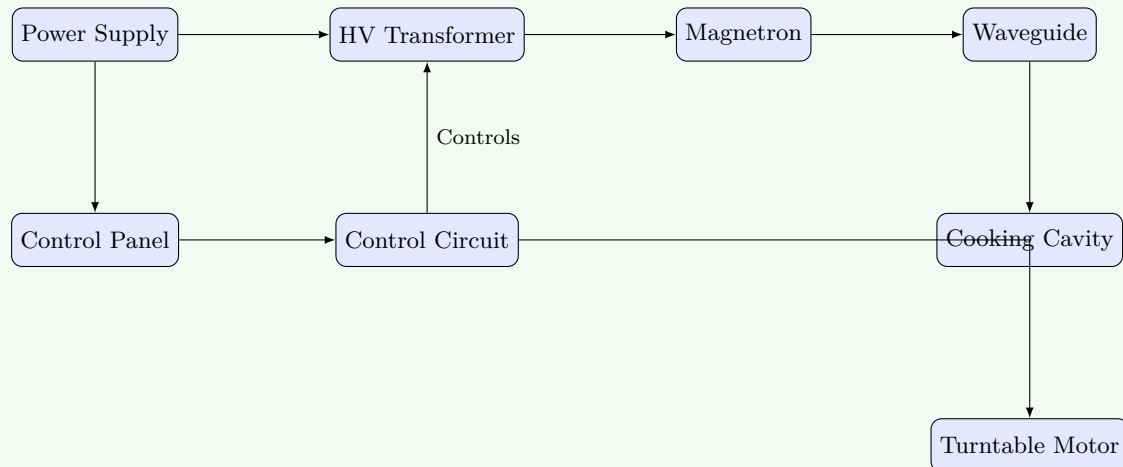 Power Supply
HV Transformer
Magnetron
Waveguide
Controls
Control Panel
Control Circuit
Cooking Cavity
Turntable Motor